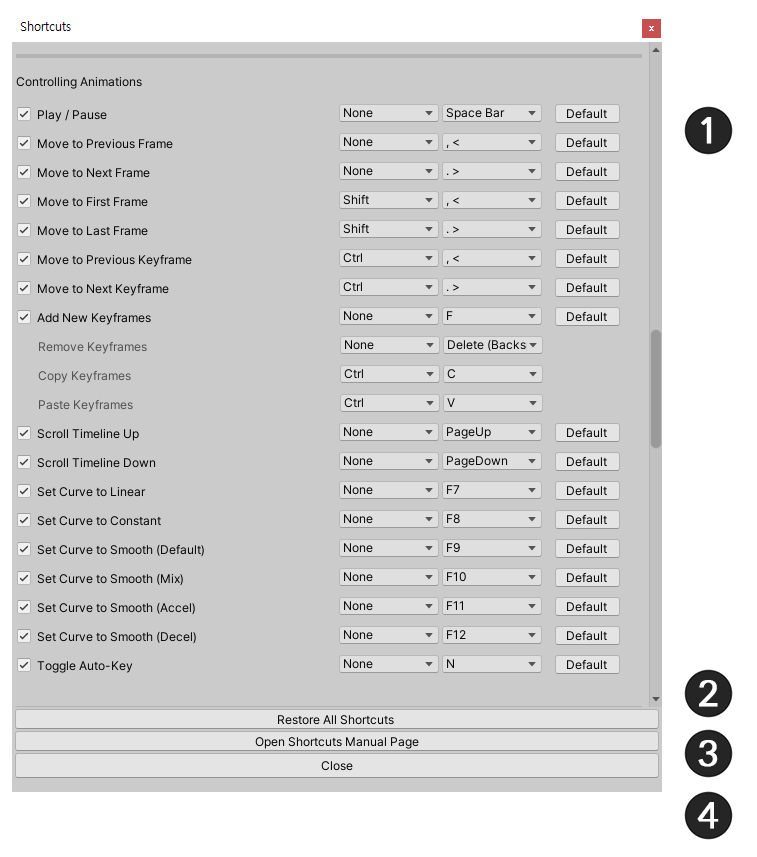 Shortcuts
x
Controlling Animations
Play / Pause None Space Bar Default
Move to Previous Frame None , < Default
Move to Next Frame None . > Default
Move to First Frame Shift , < Default
Move to Last Frame Shift . > Default
Move to Previous Keyframe Ctrl , < Default
Move to Next Keyframe Ctrl . > Default
Add New Keyframes None F Default
Remove Keyframes None Delete (Backs
Copy Keyframes Ctrl C
Paste Keyframes Ctrl V
Scroll Timeline Up None PageUp Default
Scroll Timeline Down None PageDown Default
Set Curve to Linear None F7 Default
Set Curve to Constant None F8 Default
Set Curve to Smooth (Default) None F9 Default
Set Curve to Smooth (Mix) None F10 Default
Set Curve to Smooth (Accel) None F11 Default
Set Curve to Smooth (Decel) None F12 Default
Toggle Auto-Key None N Default
Restore All Shortcuts
Open Shortcuts Manual Page
Close
1
2
3
4